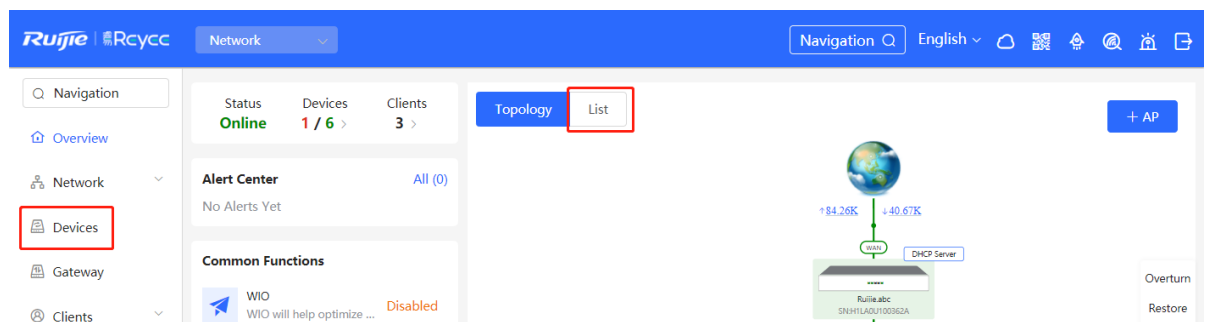 Ruijie | Reyee
Network
Navigation
English
Navigation
Overview
Network
Devices
Gateway
Clients
Status Devices Clients
Online 1 / 6 > 3 >
Alert Center All (0)
No Alerts Yet
Common Functions
WIO
WIO will help optimize ...
Disabled
Topology List
+ AP
↑84.26K ↓40.67K
WAN
DHCP Server
Ruijie.abc
SN:H1LA0U100362A
Overturn
Restore